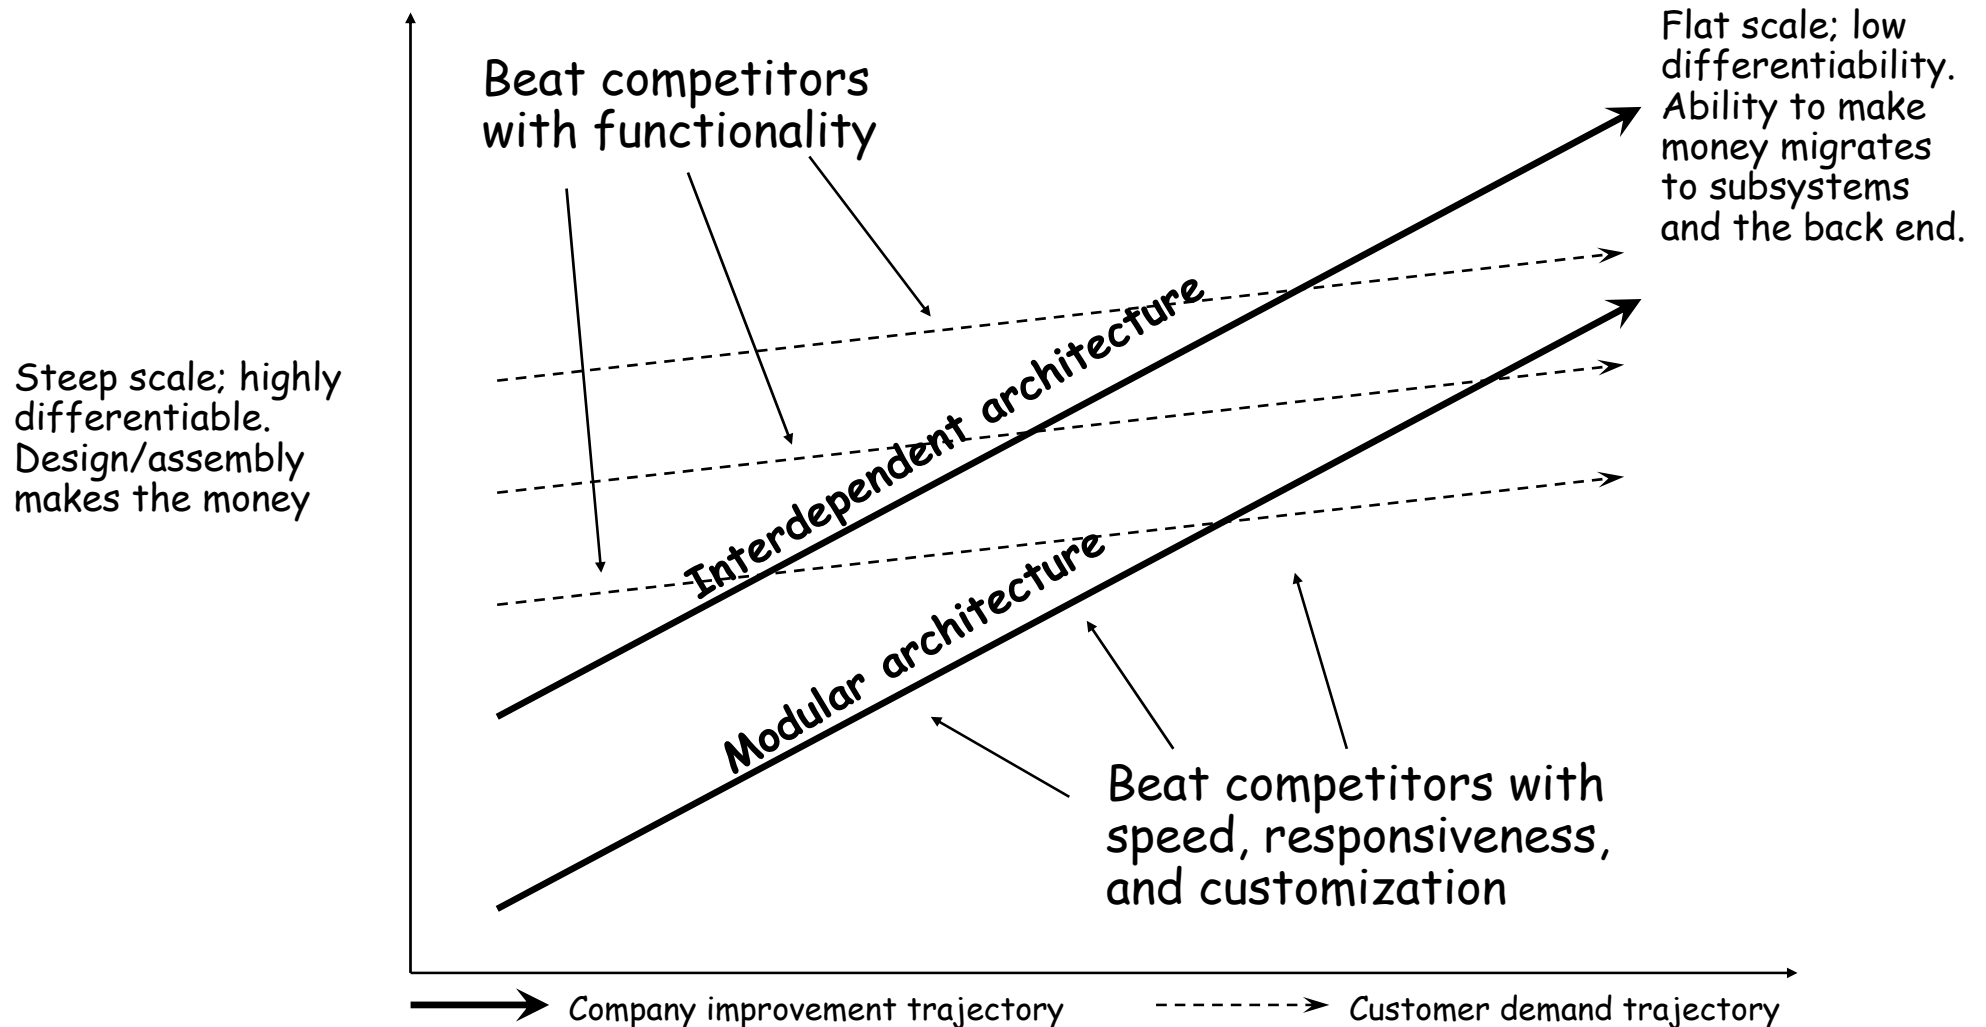 Beat competitors
with functionality
Flat scale; low
differentiability.
Ability to make
money migrates
to subsystems
and the back end.
Steep scale; highly
differentiable.
Design/assembly
makes the money
Interdependent architecture
Modular architecture
Beat competitors with
speed, responsiveness,
and customization
Company improvement trajectory
Customer demand trajectory